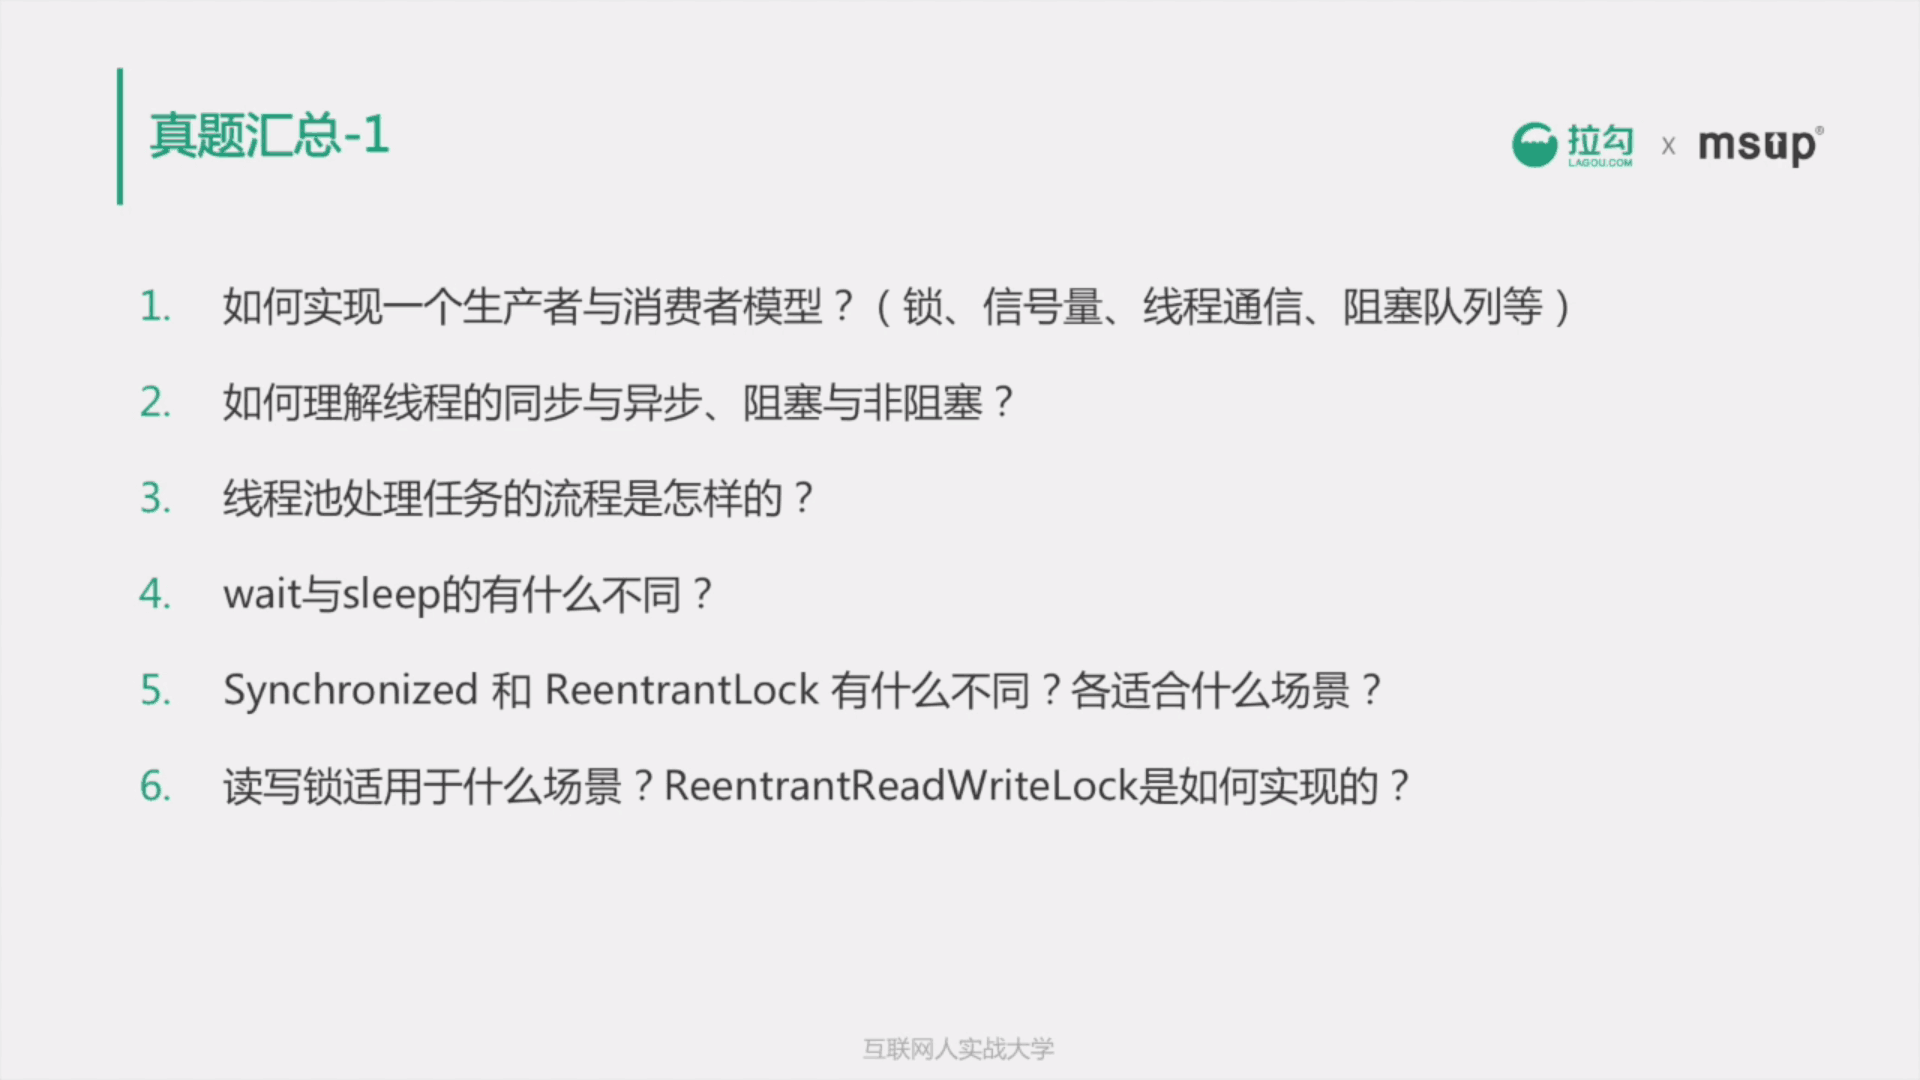 真题汇总-1
拉勾
LAGOU.COM
x
msup®
1. 如何实现一个生产者与消费者模型？（锁、信号量、线程通信、阻塞队列等）
2. 如何理解线程的同步与异步、阻塞与非阻塞？
3. 线程池处理任务的流程是怎样的？
4. wait与sleep的有什么不同？
5. Synchronized 和 ReentrantLock 有什么不同？各适合什么场景？
6. 读写锁适用于什么场景？ReentrantReadWriteLock是如何实现的？
互联网人实战大学